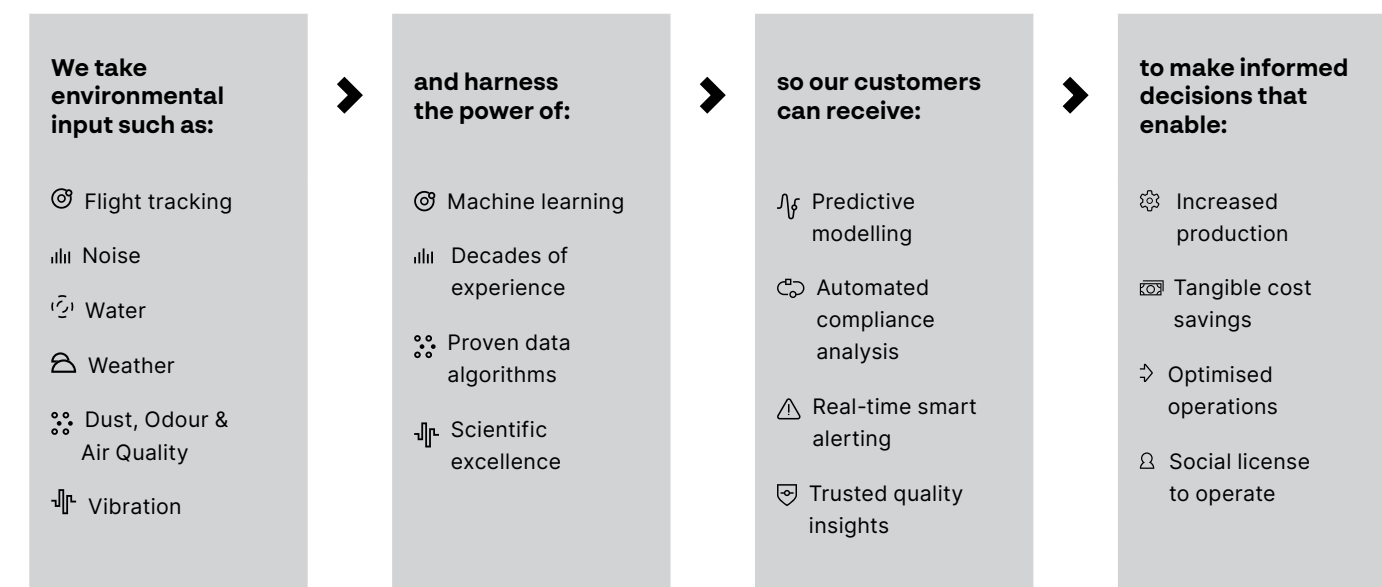 We take
environmental
input such as:
Flight tracking
Noise
Water
Weather
Dust, Odour &
Air Quality
Vibration
and harness
the power of:
Machine learning
Decades of
experience
Proven data
algorithms
Scientific
excellence
so our customers
can receive:
Predictive
modelling
Automated
compliance
analysis
Real-time smart
alerting
Trusted quality
insights
to make informed
decisions that
enable:
Increased
production
Tangible cost
savings
Optimised
operations
Social license
to operate